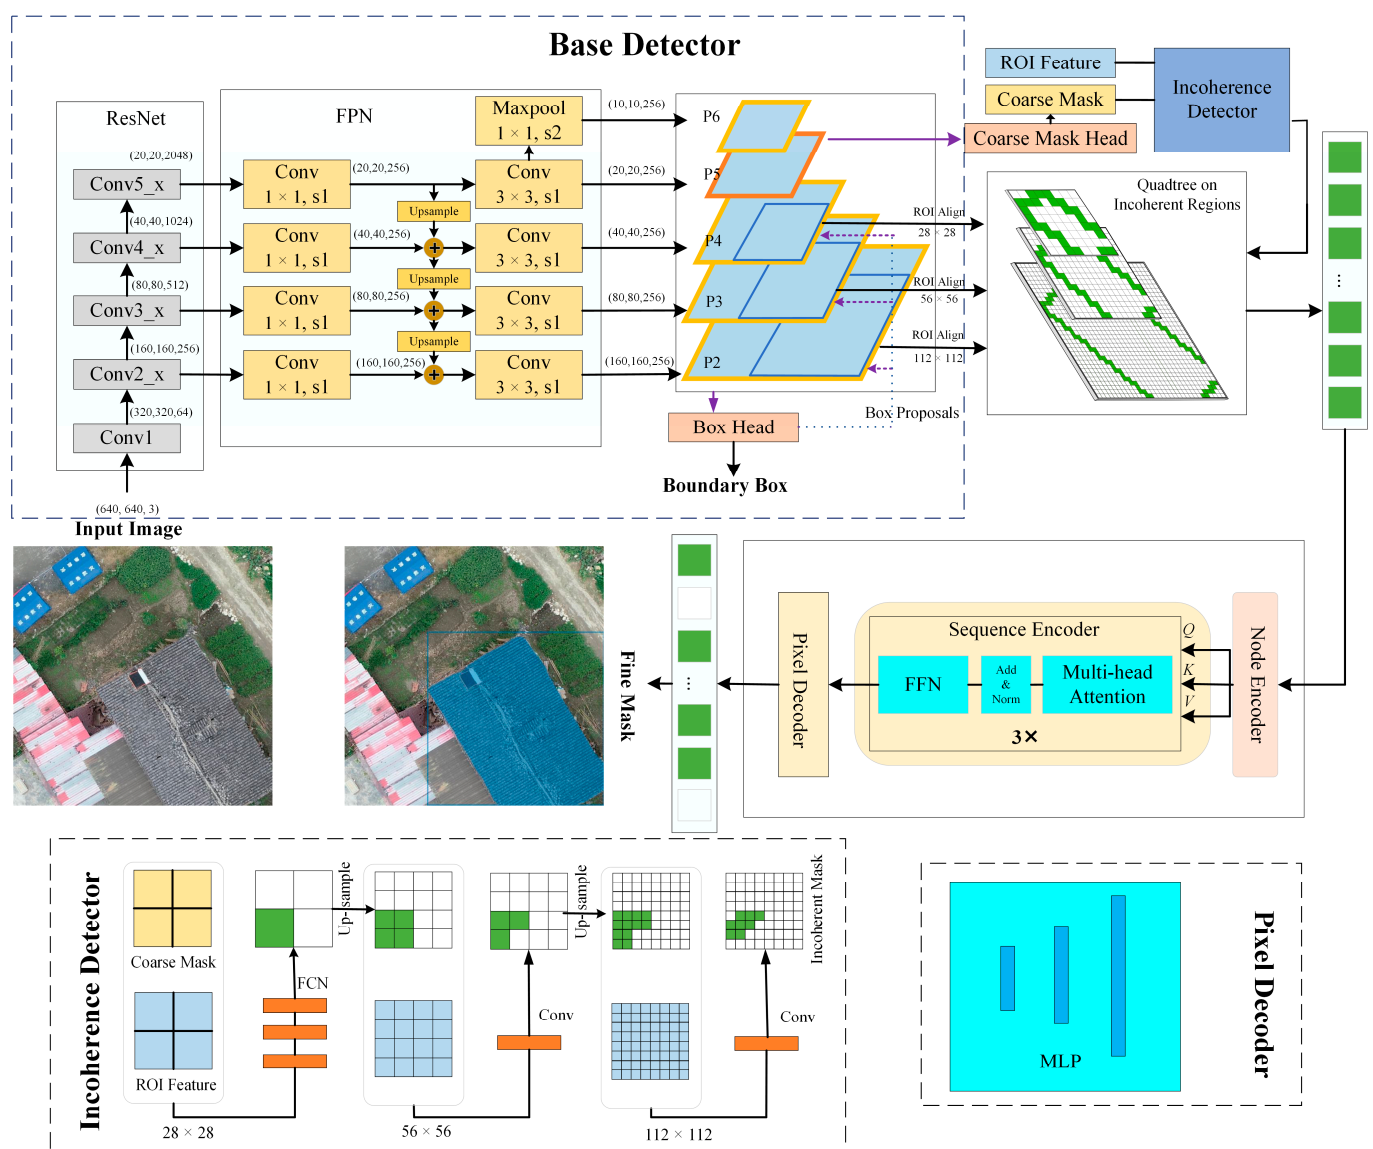 Base Detector
ResNet
(20,20,2048)
Conv5_x
(40,40,1024)
Conv4_x
(80,80,512)
Conv3_x
(160,160,256)
Conv2_x
(320,320,64)
Conv1
(640, 640, 3)
Input Image
FPN
Maxpool
1 × 1, s2
(10,10,256)
Conv
1 × 1, s1
(20,20,256)
Conv
3 × 3, s1
(20,20,256)
Upsample
Conv
1 × 1, s1
(40,40,256)
+
Conv
3 × 3, s1
(40,40,256)
Upsample
Conv
1 × 1, s1
(80,80,256)
+
Conv
3 × 3, s1
(80,80,256)
Upsample
Conv
1 × 1, s1
(160,160,256)
+
Conv
3 × 3, s1
(160,160,256)
P6
P5
P4
P3
P2
Box Head
Boundary Box
Box Proposals
ROI Align
28 × 28
ROI Align
56 × 56
ROI Align
112 × 112
ROI Feature
Coarse Mask
Coarse Mask Head
Incoherence
Detector
Quadtree on
Incoherent Regions
...
Node Encoder
Q
K
V
Sequence Encoder
Multi-head
Attention
Add
&
Norm
FFN
3×
Pixel Decoder
...
Fine Mask
Incoherence Detector
Coarse Mask
ROI Feature
28 × 28
FCN
Up-sample
56 × 56
Conv
Up-sample
112 × 112
Conv
Incoherent Mask
MLP
Pixel Decoder